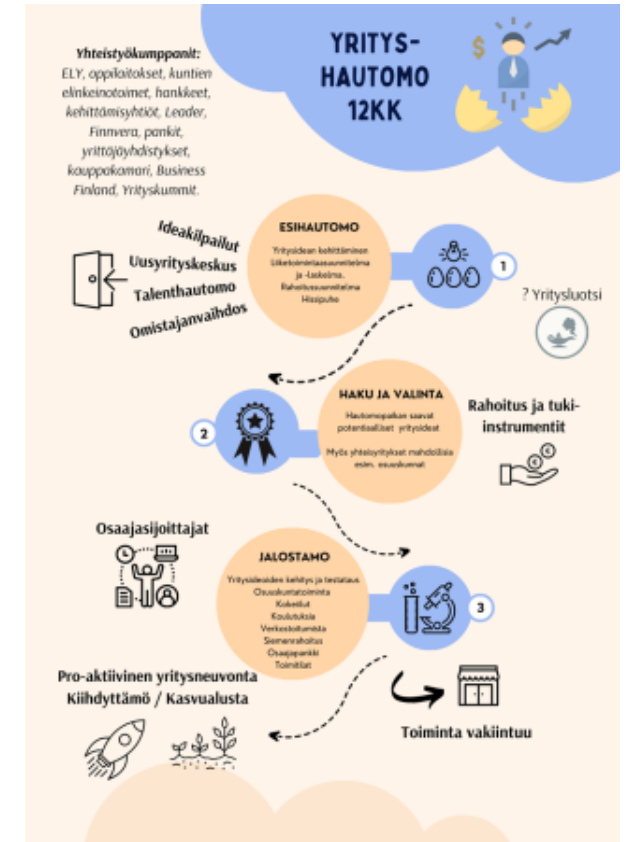 Yhteistyökumppanit:
ELY, oppilaitokset, kuntien
elinkeinotoimet, hankkeet,
kehittämisyhtiöt, Leader,
Finnvera, pankit,
yrittäjäyhdistykset,
kauppakamari, Business
Finland, Yrityskummit.
YRITYS-
HAUTOMO
12KK
$
Ideakilpailut
Uusyrityskeskus
Talenthautomo
Omistajanvaihdos
ESIHAUTOMO
Yritysidean kehittäminen
Liiketoimintasuunnitelma
ja -laskelma.
Rahoitussuunnitelma
Hissipuhe
1
? Yritysluotsi
2
HAKU JA VALINTA
Hautomopaikan saavat
potentiaaliset yritysideat
Myös yhteisyritykset mahdollisia
esim. osuuskunnat
Rahoitus ja tuki-
instrumentit
Osaajasijoittajat
JALOSTAMO
Yritysideoiden kehitys ja testataus
Osuuskuntatoiminta
Kokeilut
Koulutuksia
Verkostoitumista
Siemenrahoitus
Osaajapankki
Toimitilat
3
Pro-aktiivinen yritysneuvonta
Kiihdyttämö / Kasvualusta
Toiminta vakiintuu